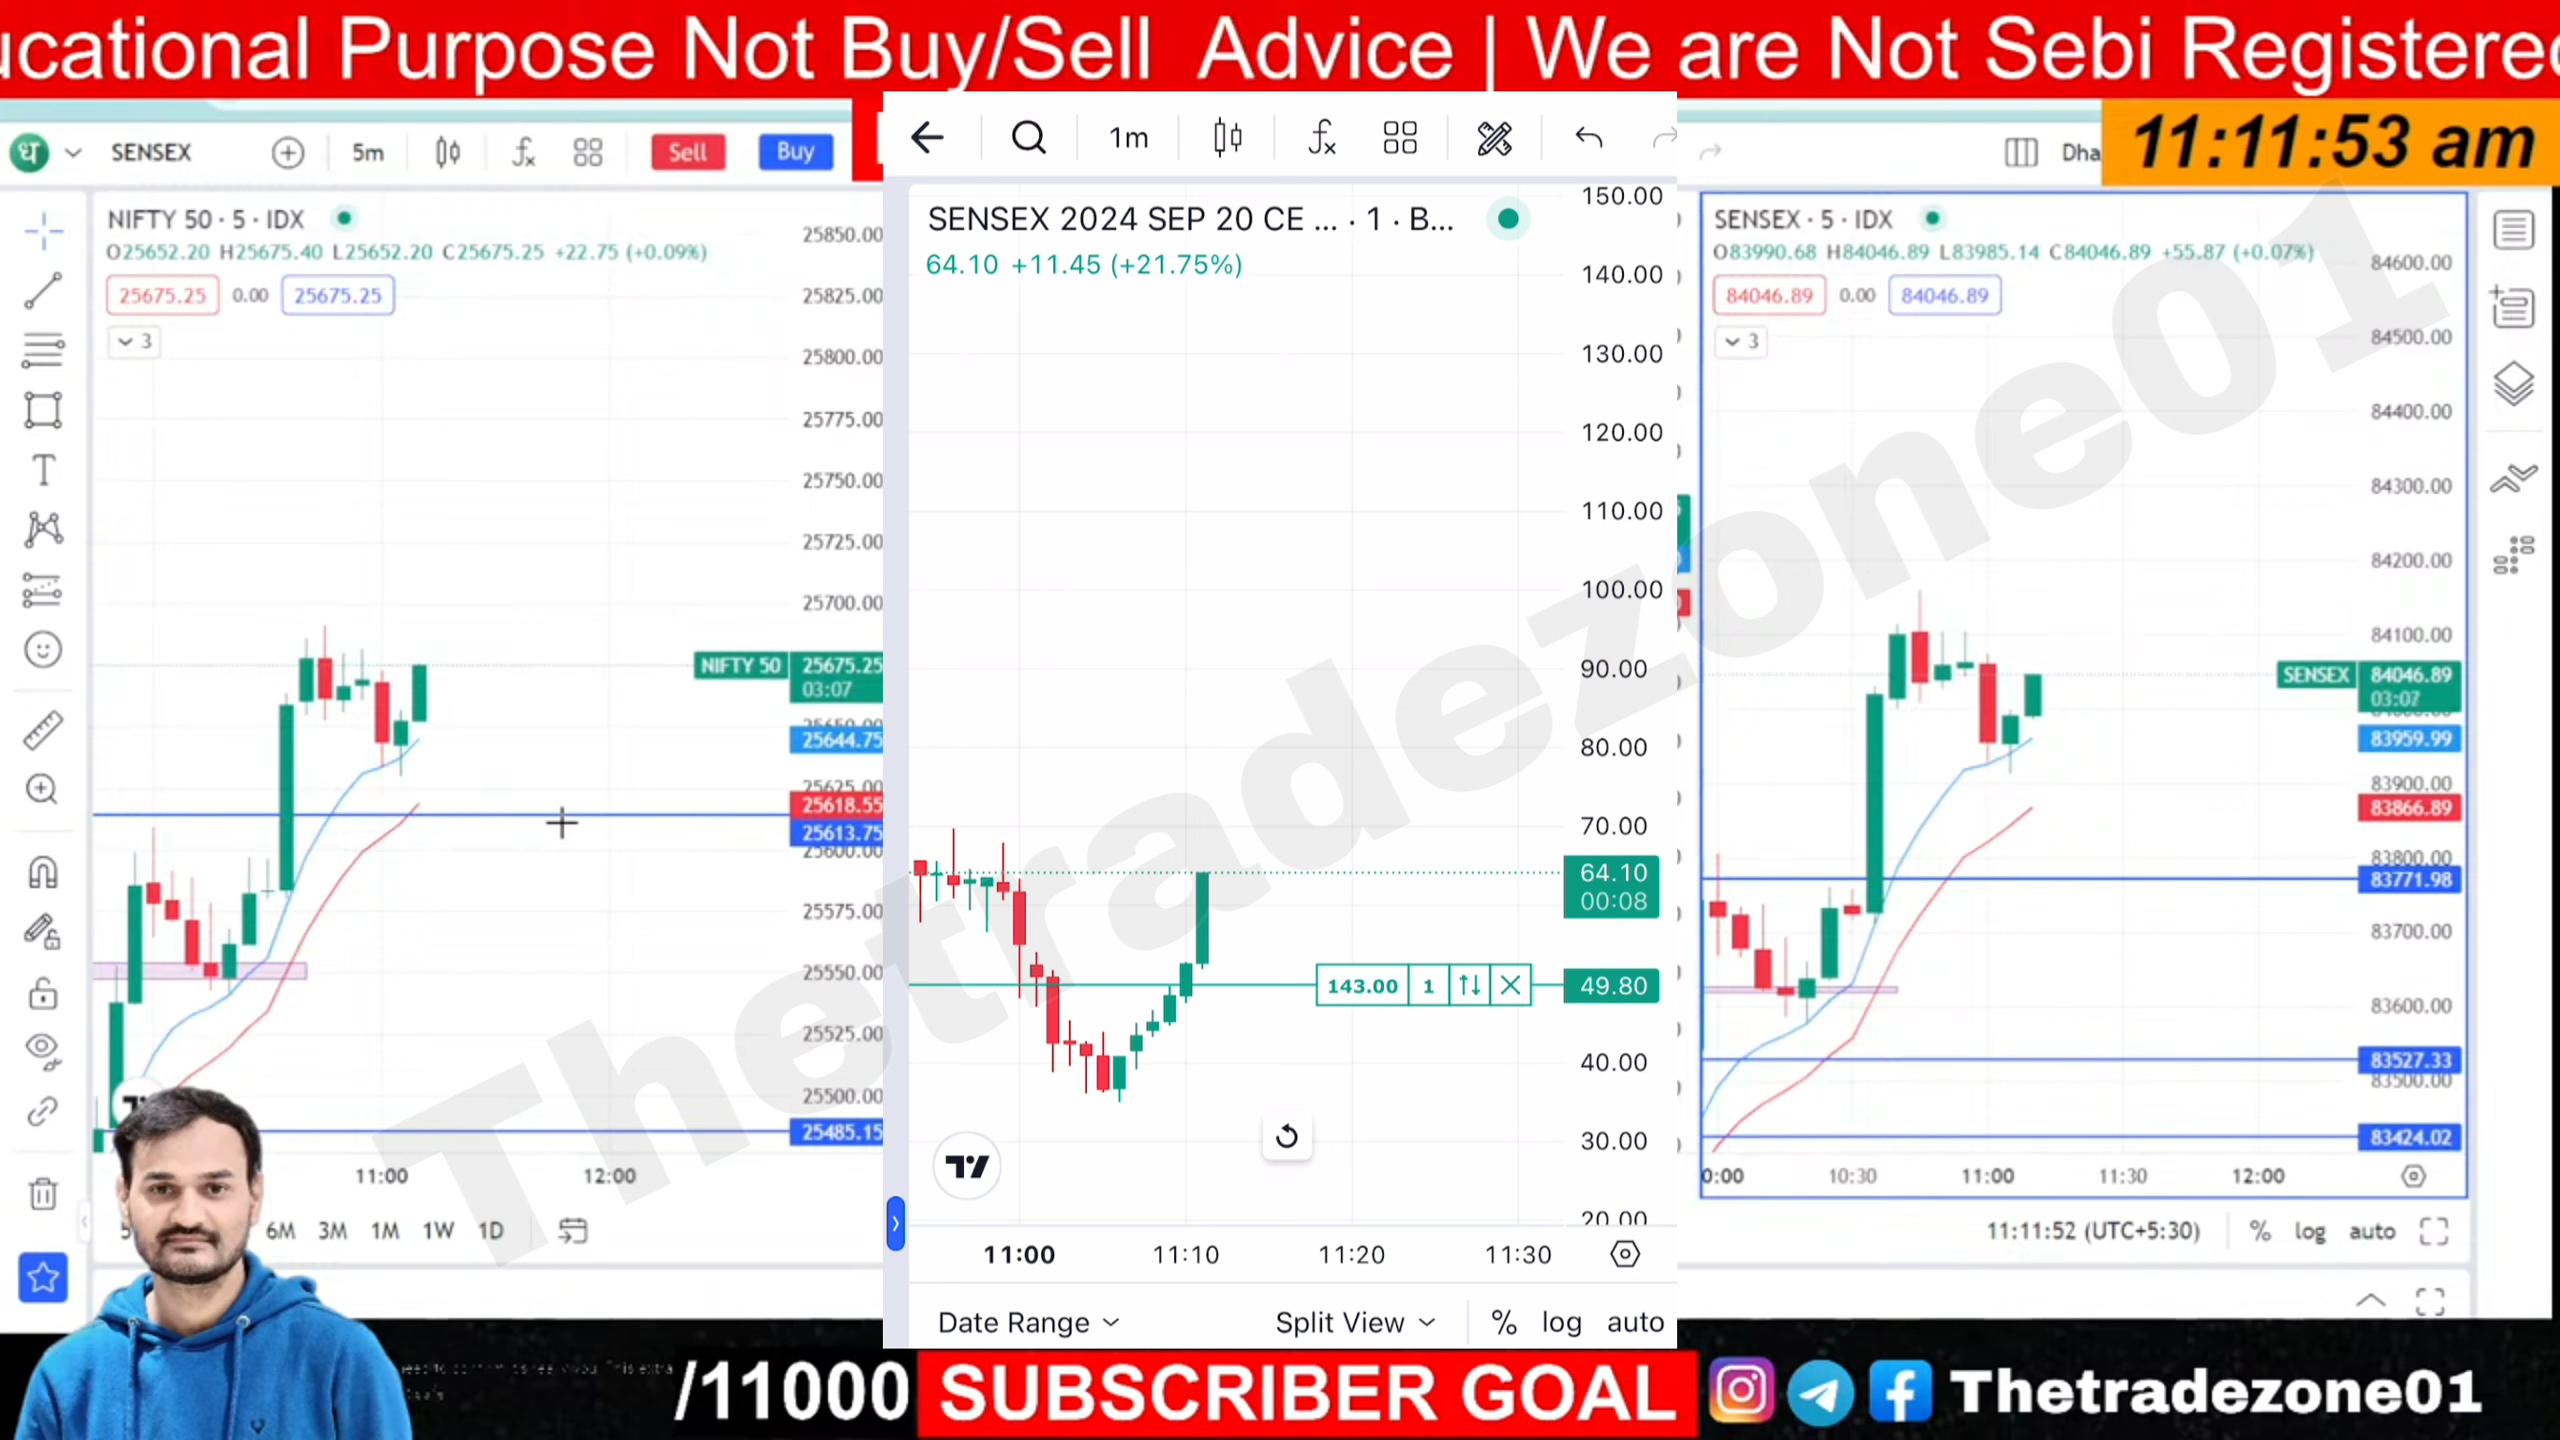 ucational Purpose Not Buy/Sell Advice | We are Not Sebi Registered
11:11:53 am
SENSEX
5m
Sell
Buy
NIFTY 50 · 5 · IDX
O25652.20 H25675.40 L25652.20 C25675.25 +22.75 (+0.09%)
25675.25 0.00 25675.25
3
25850.00
25825.00
25800.00
25775.00
25750.00
25725.00
25700.00
NIFTY 50 25675.25
03:07
25644.75
25625.00
25618.55
25613.75
25600.00
25575.00
25550.00
25525.00
25500.00
25485.15
11:00 12:00
6M 3M 1M 1W 1D
1m
SENSEX 2024 SEP 20 CE ... · 1 · B...
64.10 +11.45 (+21.75%)
150.00
140.00
130.00
120.00
110.00
100.00
90.00
80.00
70.00
64.10
00:08
143.00 1 49.80
40.00
30.00
20.00
11:00 11:10 11:20 11:30
Date Range Split View % log auto
Dha
SENSEX · 5 · IDX
O83990.68 H84046.89 L83985.14 C84046.89 +55.87 (+0.07%)
84046.89 0.00 84046.89
3
84600.00
84500.00
84400.00
84300.00
84200.00
84100.00
SENSEX 84046.89
03:07
83959.99
83900.00
83866.89
83800.00
83771.98
83700.00
83600.00
83527.33
83500.00
83424.02
0:00 10:30 11:00 11:30 12:00
11:11:52 (UTC+5:30) % log auto
Thetradezone01
/11000 SUBSCRIBER GOAL Thetradezone01